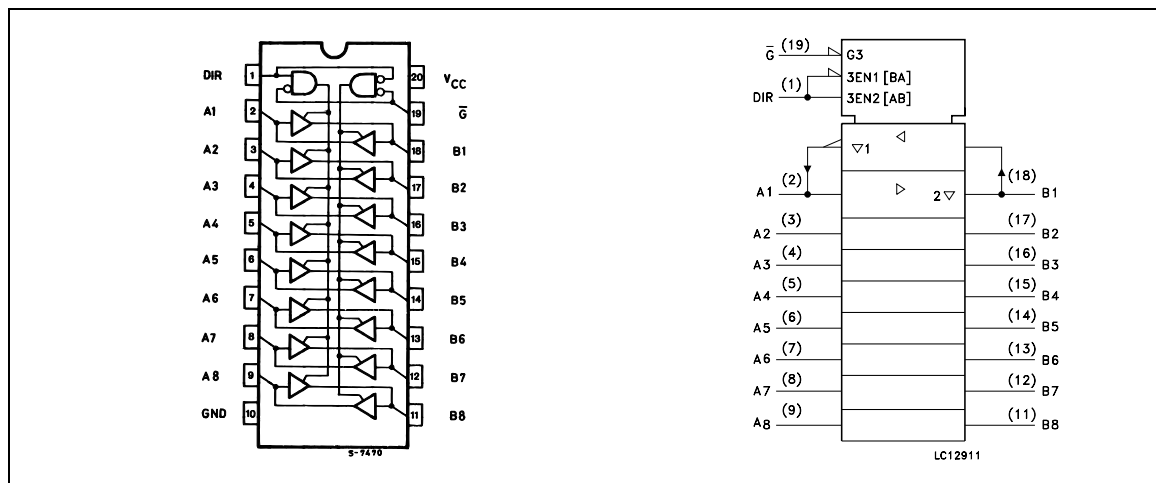 DIR 1 20 VCC
A1 2 19 G̅
A2 3 18 B1
A3 4 17 B2
A4 5 16 B3
A5 6 15 B4
A6 7 14 B5
A7 8 13 B6
A8 9 12 B7
GND 10 11 B8
S-7470
G̅ (19) G3
(1) 3EN1 [BA]
DIR 3EN2 [AB]
▽1 ◁
A1 (2) ▷ 2▽ (18) B1
A2 (3) (17) B2
A3 (4) (16) B3
A4 (5) (15) B4
A5 (6) (14) B5
A6 (7) (13) B6
A7 (8) (12) B7
A8 (9) (11) B8
LC12911